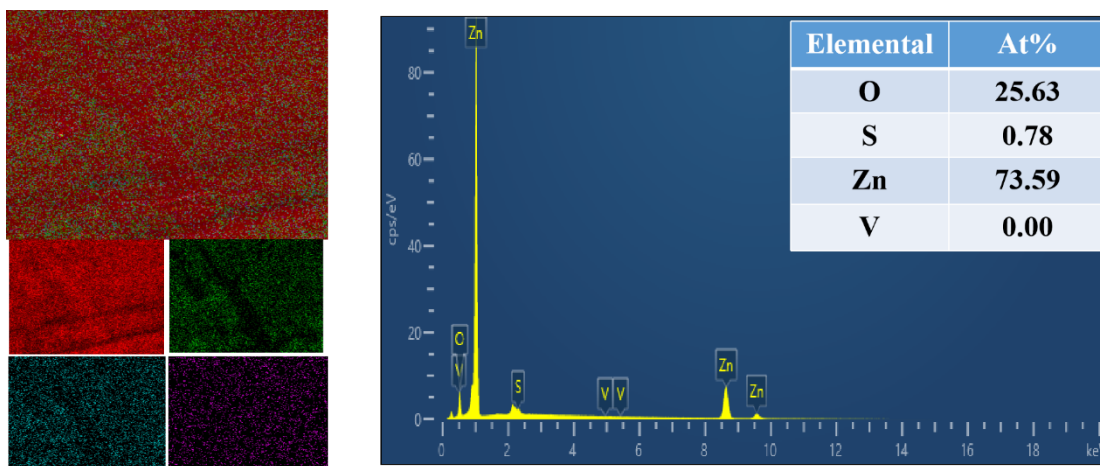 Elemental At%
O 25.63
S 0.78
Zn 73.59
V 0.00
Zn
80
60
cps/eV
40
20
0
O
V
S
V V
Zn
Zn
0 2 4 6 8 10 12 14 16 18